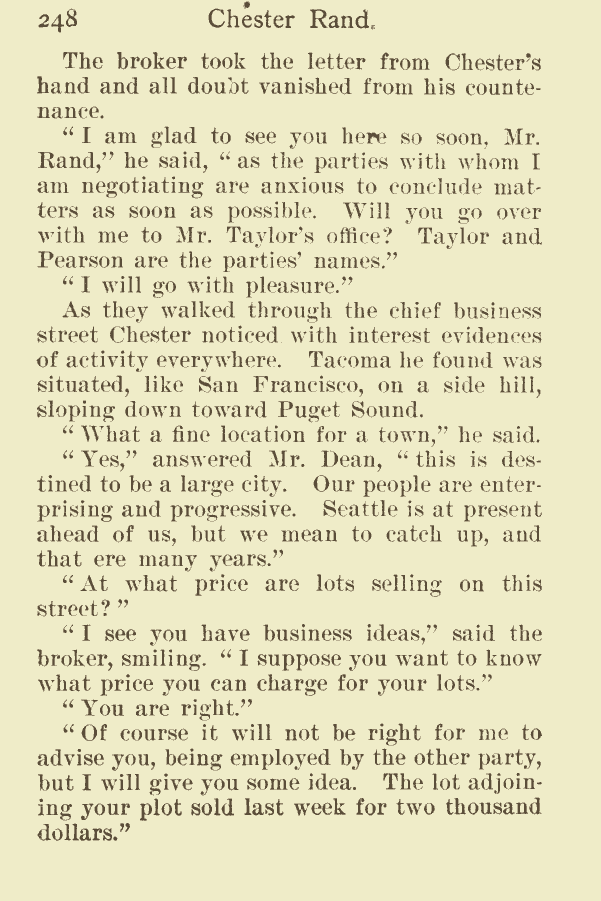 248 Chester Rand.
The broker took the letter from Chester's
hand and all doubt vanished from his counte-
nance.
" I am glad to see you here so soon, Mr.
Rand," he said, " as the parties with whom I
am negotiating are anxious to conclude mat-
ters as soon as possible. Will you go over
with me to Mr. Taylor's office? Taylor and
Pearson are the parties' names."
" I will go with pleasure."
As they walked through the chief business
street Chester noticed with interest evidences
of activity everywhere. Tacoma he found was
situated, like San Francisco, on a side hill,
sloping down toward Puget Sound.
" What a fine location for a town," he said.
" Yes," answered Mr. Dean, " this is des-
tined to be a large city. Our people are enter-
prising and progressive. Seattle is at present
ahead of us, but we mean to catch up, and
that ere many years."
" At what price are lots selling on this
street? "
" I see you have business ideas," said the
broker, smiling. " I suppose you want to know
what price you can charge for your lots."
" You are right."
" Of course it will not be right for me to
advise you, being employed by the other party,
but I will give you some idea. The lot adjoin-
ing your plot sold last week for two thousand
dollars."